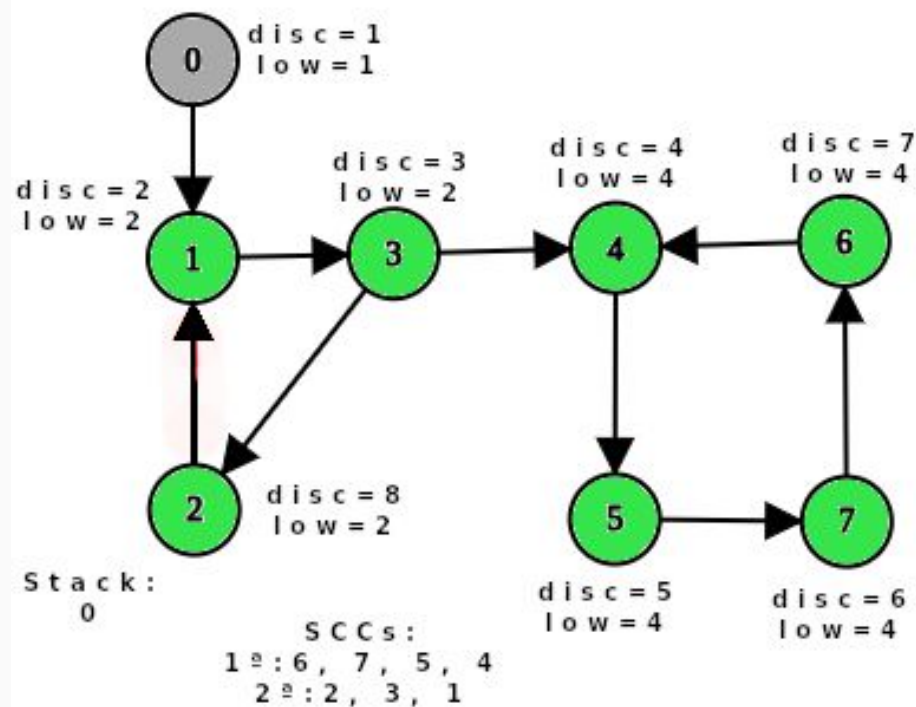 0
disc=1
low=1
disc=2
low=2
1
disc=3
low=2
3
disc=4
low=4
4
disc=7
low=4
6
2
disc=8
low=2
5
disc=5
low=4
7
disc=6
low=4
Stack:
0
SCCs:
1ª:6, 7, 5, 4
2ª:2, 3, 1